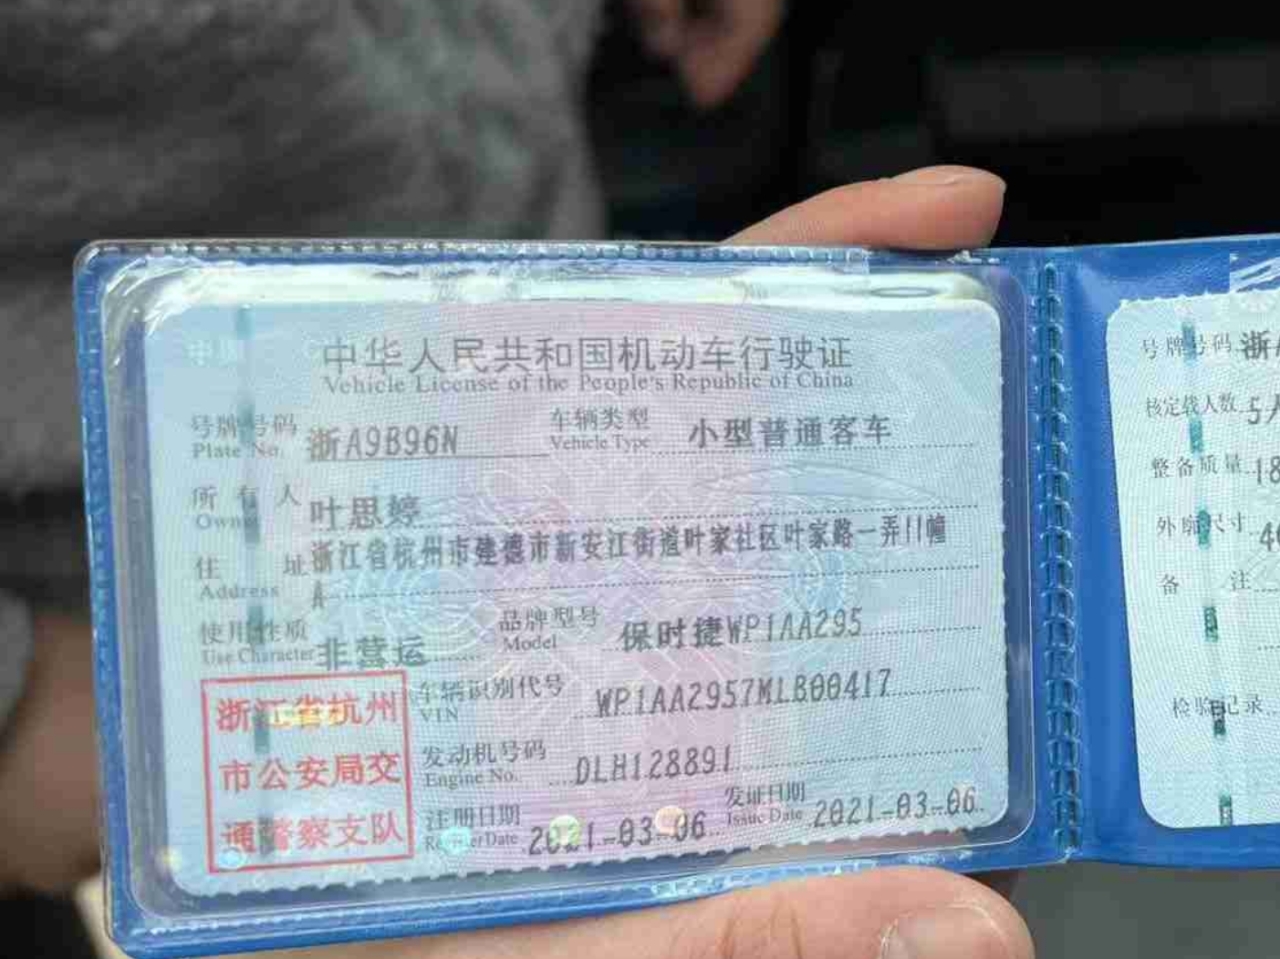 中华人民共和国机动车行驶证
Vehicle License of the People's Republic of China
号牌号码 浙A9B96N 车辆类型 小型普通客车
Plate No. Vehicle Type
所有人 叶思婷
Owner
住址 浙江省杭州市建德市新安江街道叶家社区叶家路一弄11幢
Address A
使用性质 非营运 品牌型号 保时捷WP1AA295
Use Character Model
车辆识别代号 WP1AA2957MLB00417
VIN
发动机号码 DLH128891
Engine No.
注册日期 2021-03-06 发证日期 2021-03-06
Register Date Issue Date
浙江省杭州
市公安局交
通警察支队
号牌号码 浙
核定载人数 5
整备质量 18
外廓尺寸
备注
检验记录